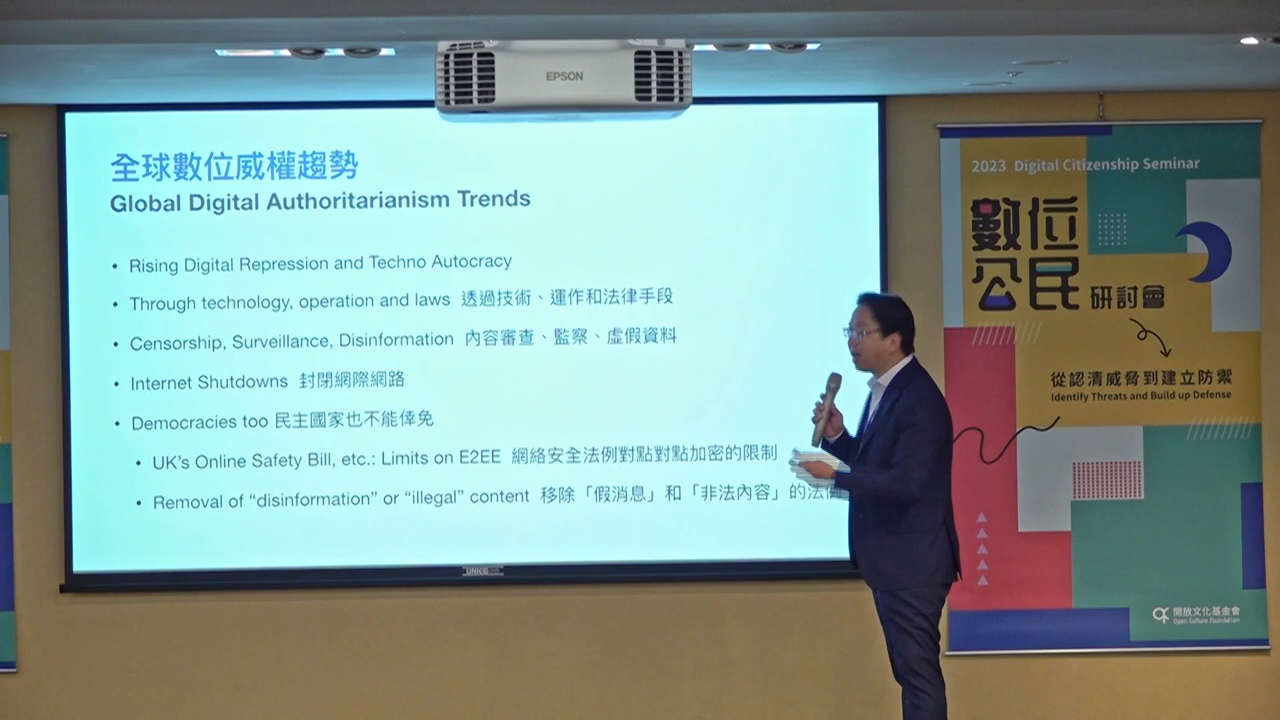 EPSON
全球數位威權趨勢
Global Digital Authoritarianism Trends
• Rising Digital Repression and Techno Autocracy
• Through technology, operation and laws 透過技術、運作和法律手段
• Censorship, Surveillance, Disinformation 內容審查、監察、虛假資料
• Internet Shutdowns 封閉網際網路
• Democracies too 民主國家也不能倖免
• UK's Online Safety Bill, etc.: Limits on E2EE 網絡安全法例對點對點加密的限制
• Removal of “disinformation” or “illegal” content 移除「假消息」和「非法內容」的法例
UNICO
2023 Digital Citizenship Seminar
數位
公民 研討會
從認清威脅到建立防禦
Identify Threats and Build up Defense
開放文化基金會
Open Culture Foundation